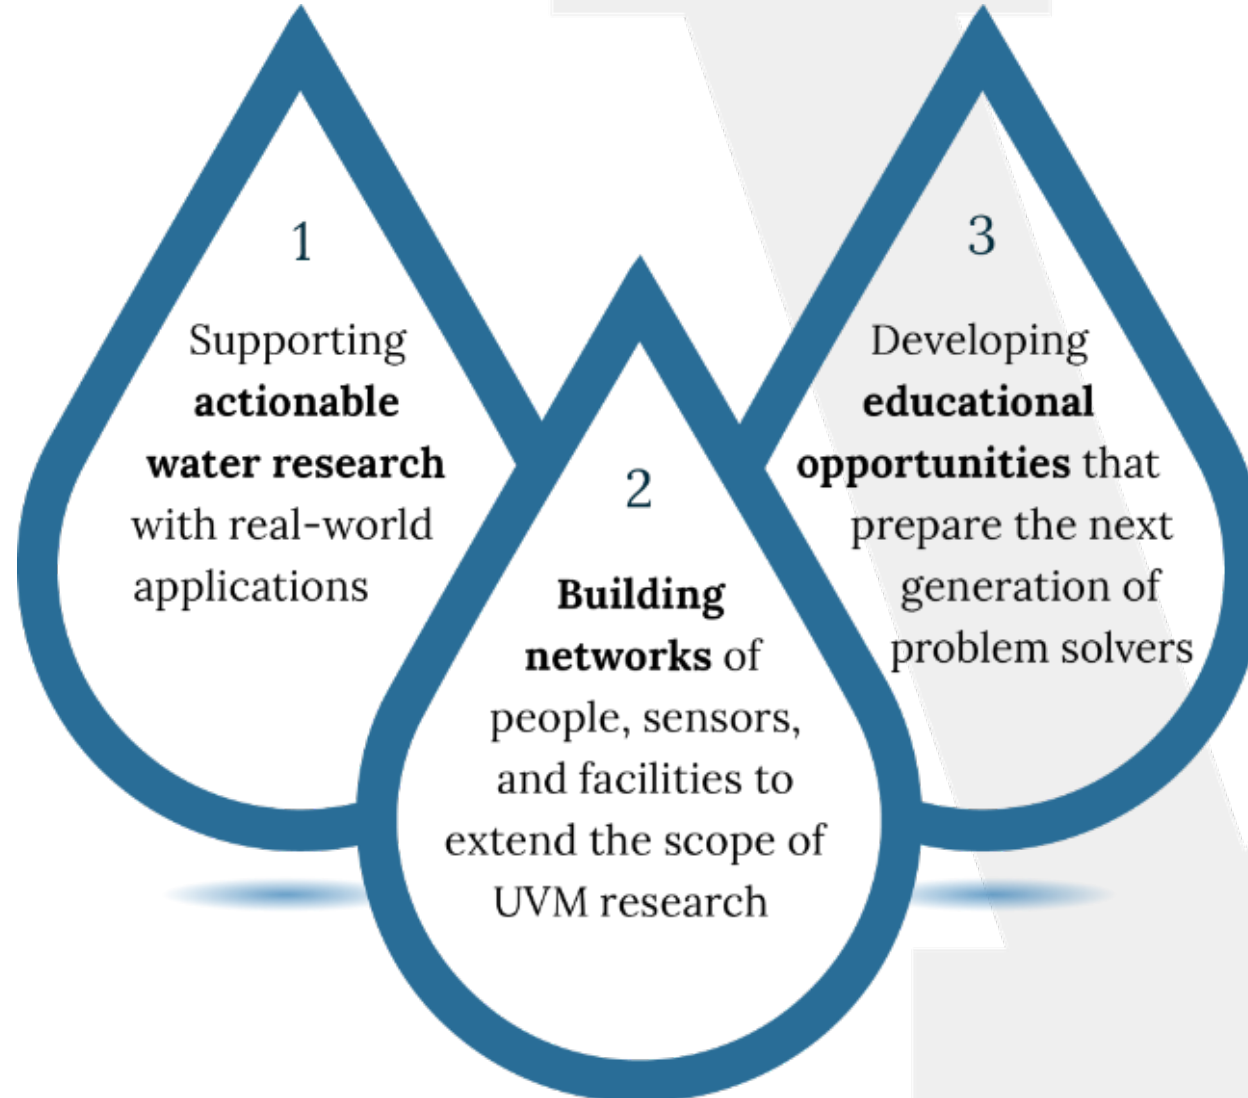 1
Supporting
actionable
water research
with real-world
applications
2
Building
networks of
people, sensors,
and facilities to
extend the scope of
UVM research
3
Developing
educational
opportunities that
prepare the next
generation of
problem solvers